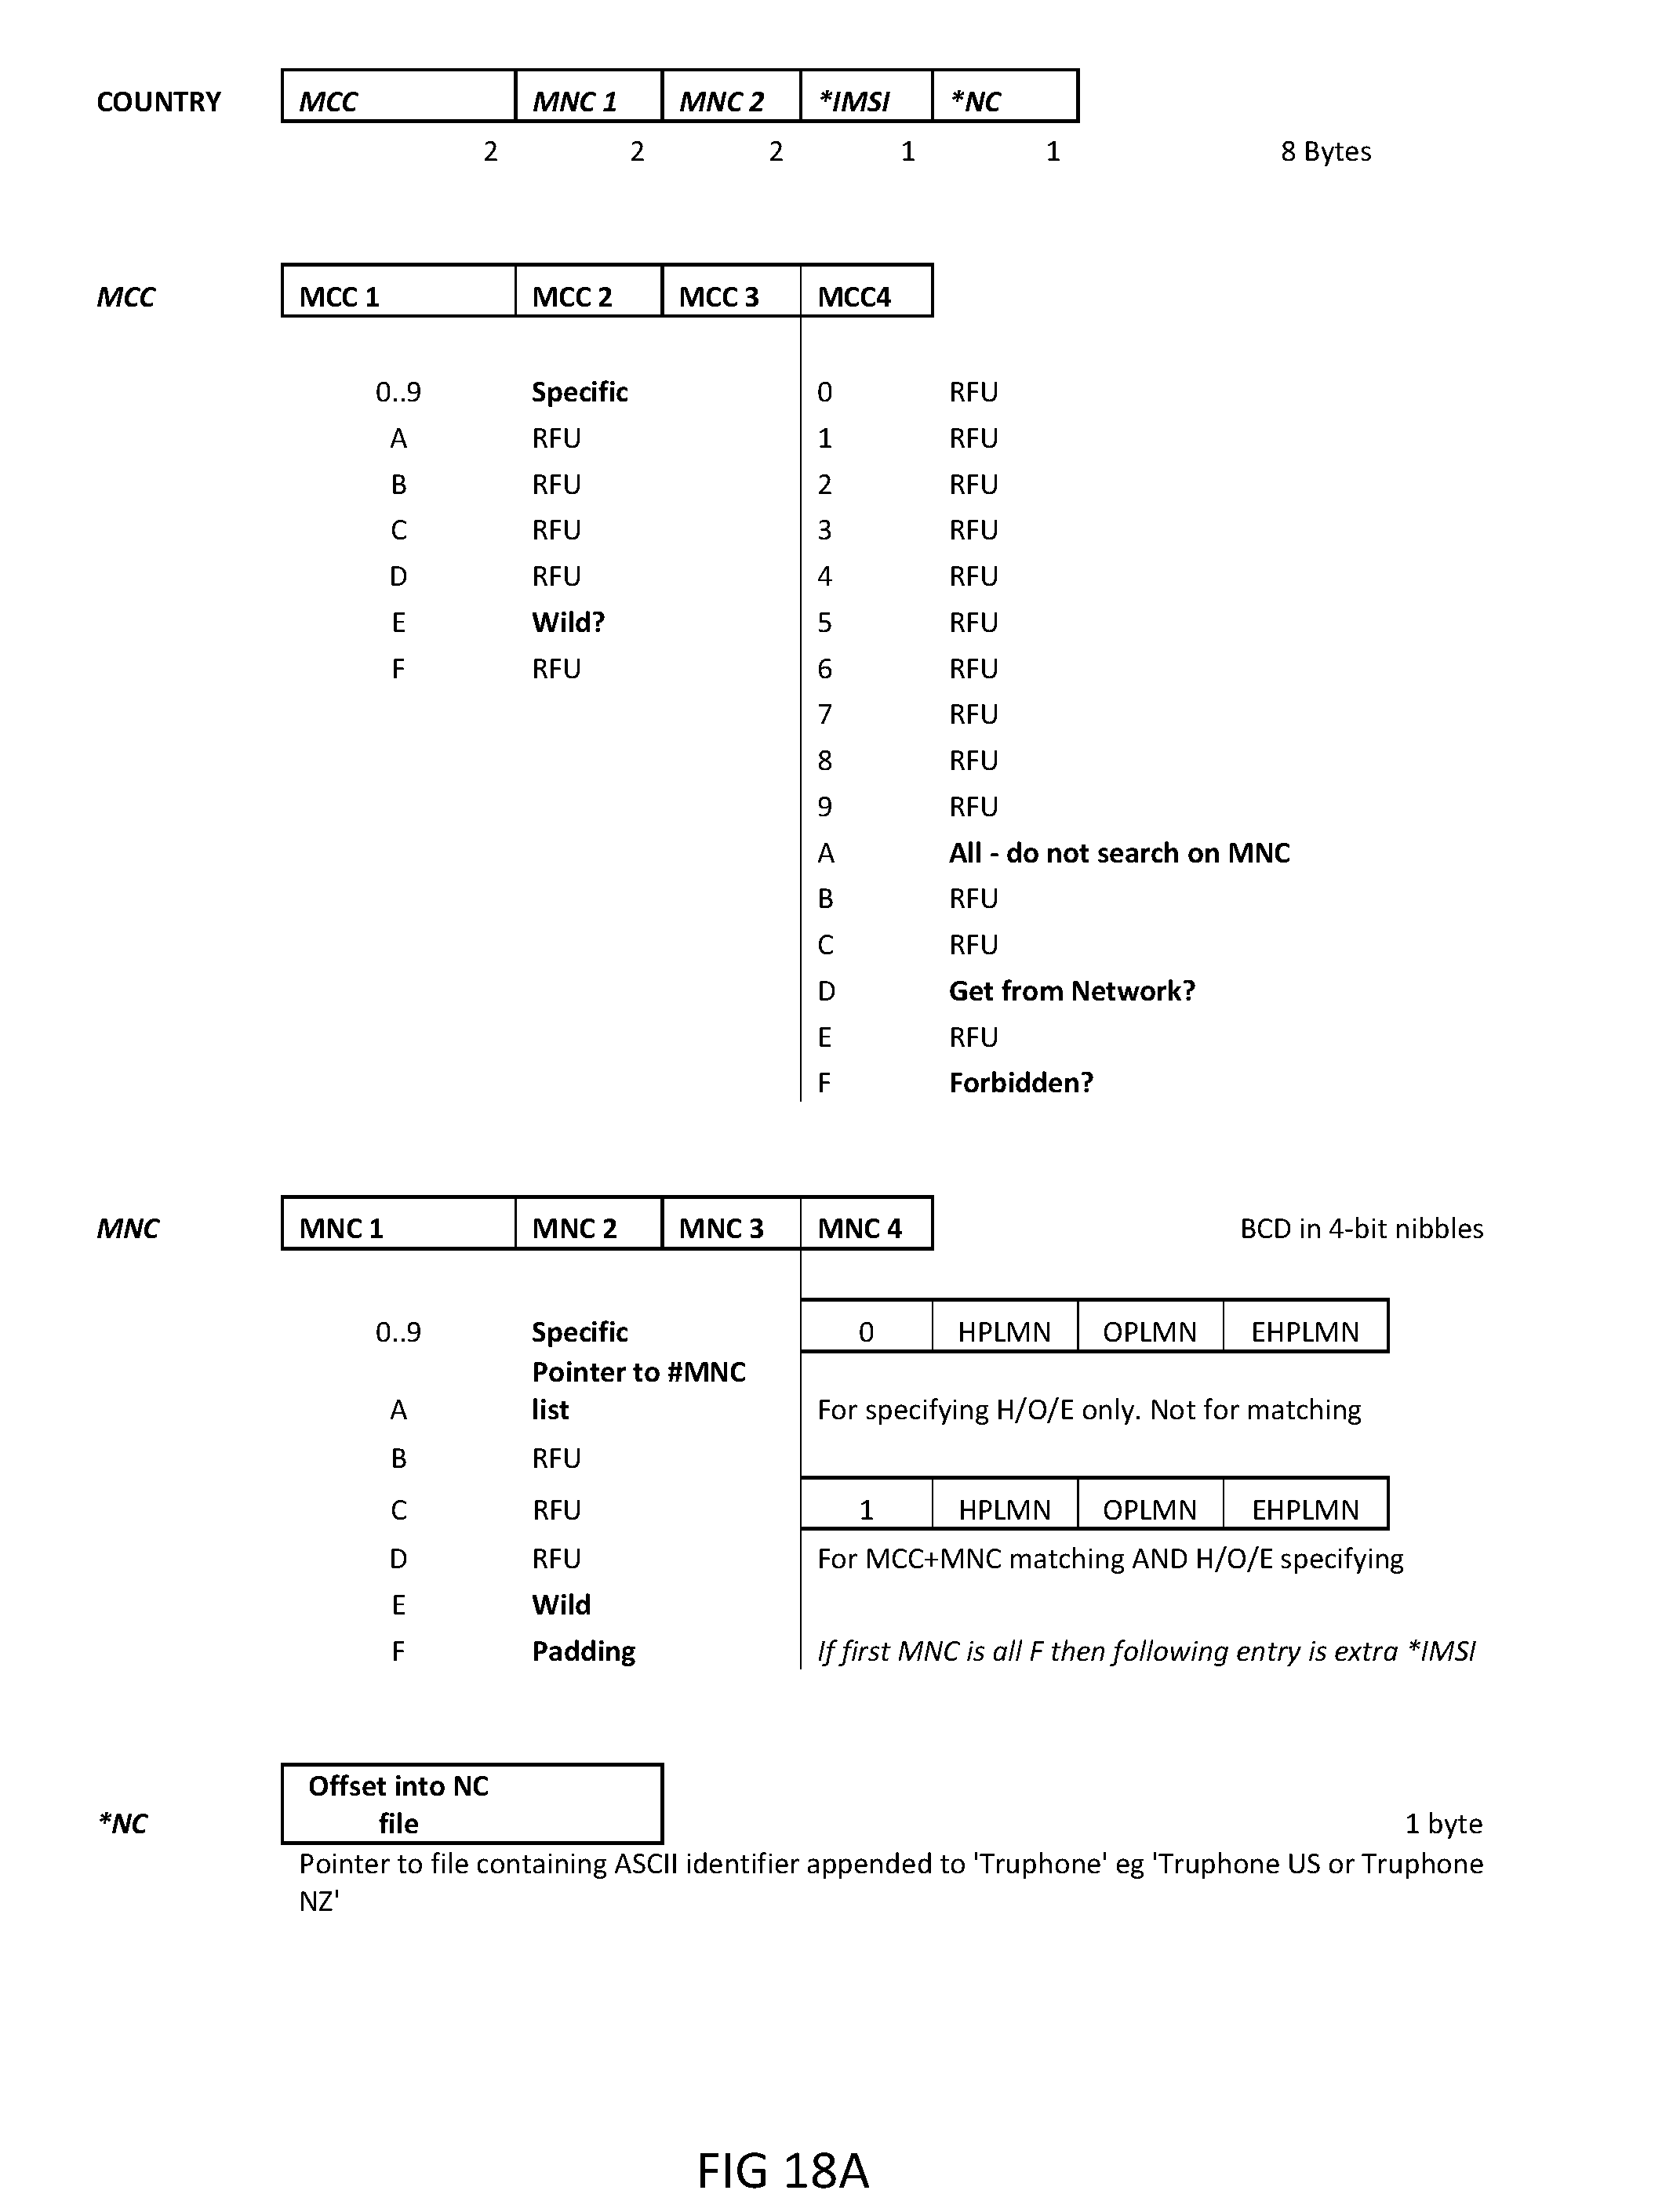 COUNTRY MCC MNC 1 MNC 2 *IMSI *NC
2 2 2 1 1 8 Bytes
MCC MCC 1 MCC 2 MCC 3 MCC4
0..9 Specific 0 RFU
A RFU 1 RFU
B RFU 2 RFU
C RFU 3 RFU
D RFU 4 RFU
E Wild? 5 RFU
F RFU 6 RFU
7 RFU
8 RFU
9 RFU
A All - do not search on MNC
B RFU
C RFU
D Get from Network?
E RFU
F Forbidden?
MNC MNC 1 MNC 2 MNC 3 MNC 4 BCD in 4-bit nibbles
0..9 Specific 0 HPLMN OPLMN EHPLMN
Pointer to #MNC
A list For specifying H/O/E only. Not for matching
B RFU
C RFU 1 HPLMN OPLMN EHPLMN
D RFU For MCC+MNC matching AND H/O/E specifying
E Wild
F Padding If first MNC is all F then following entry is extra *IMSI
Offset into NC
*NC file 1 byte
Pointer to file containing ASCII identifier appended to 'Truphone' eg 'Truphone US or Truphone
NZ'
FIG 18A